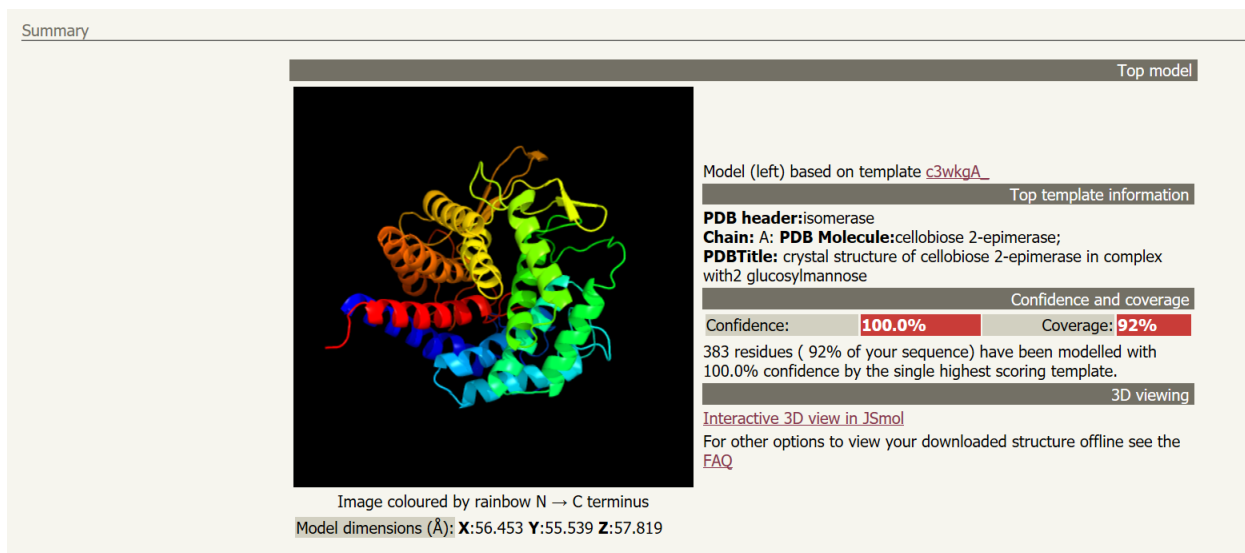 Summary
Top model
Model (left) based on template c3wkgA_
Top template information
PDB header:isomerase
Chain: A: PDB Molecule:cellobiose 2-epimerase;
PDBTitle: crystal structure of cellobiose 2-epimerase in complex
with2 glucosylmannose
Confidence and coverage
Confidence: 100.0% Coverage: 92%
383 residues ( 92% of your sequence) have been modelled with
100.0% confidence by the single highest scoring template.
3D viewing
Interactive 3D view in JSmol
For other options to view your downloaded structure offline see the
FAQ
Image coloured by rainbow N → C terminus
Model dimensions (Å): X:56.453 Y:55.539 Z:57.819